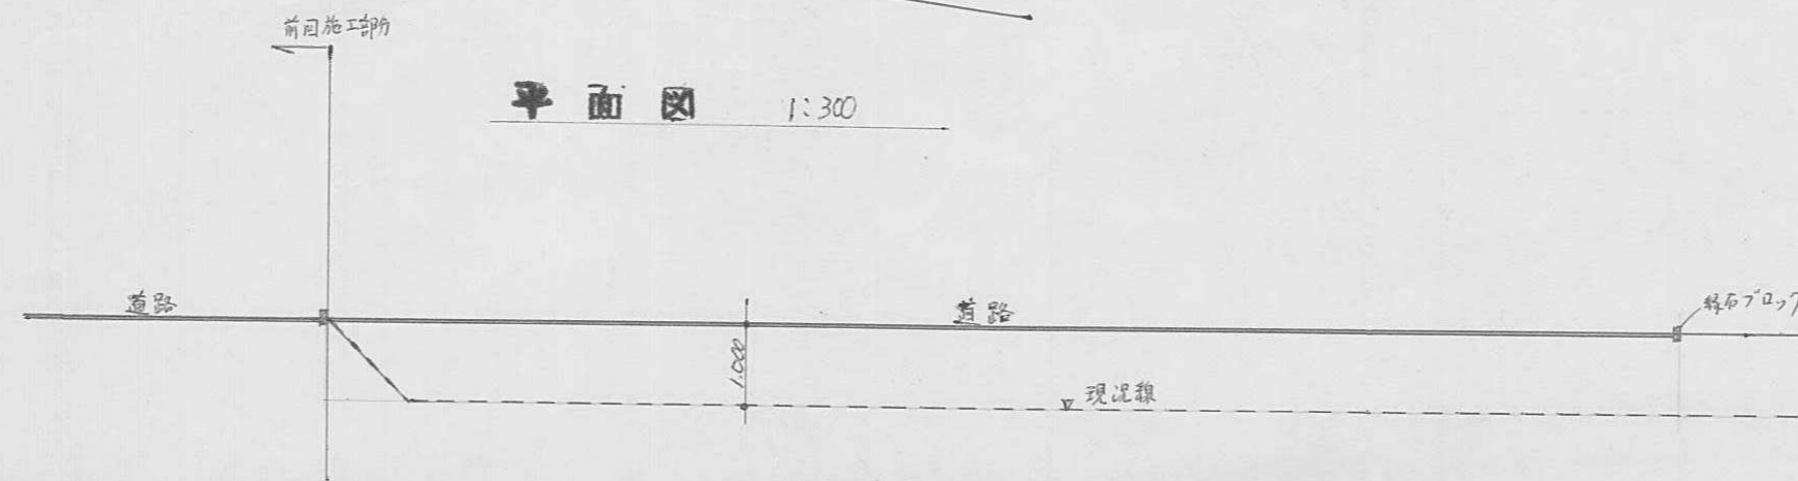 前回施工部分
平面図 1:300
道路
道路
縁石ブロック
1.000
現況線